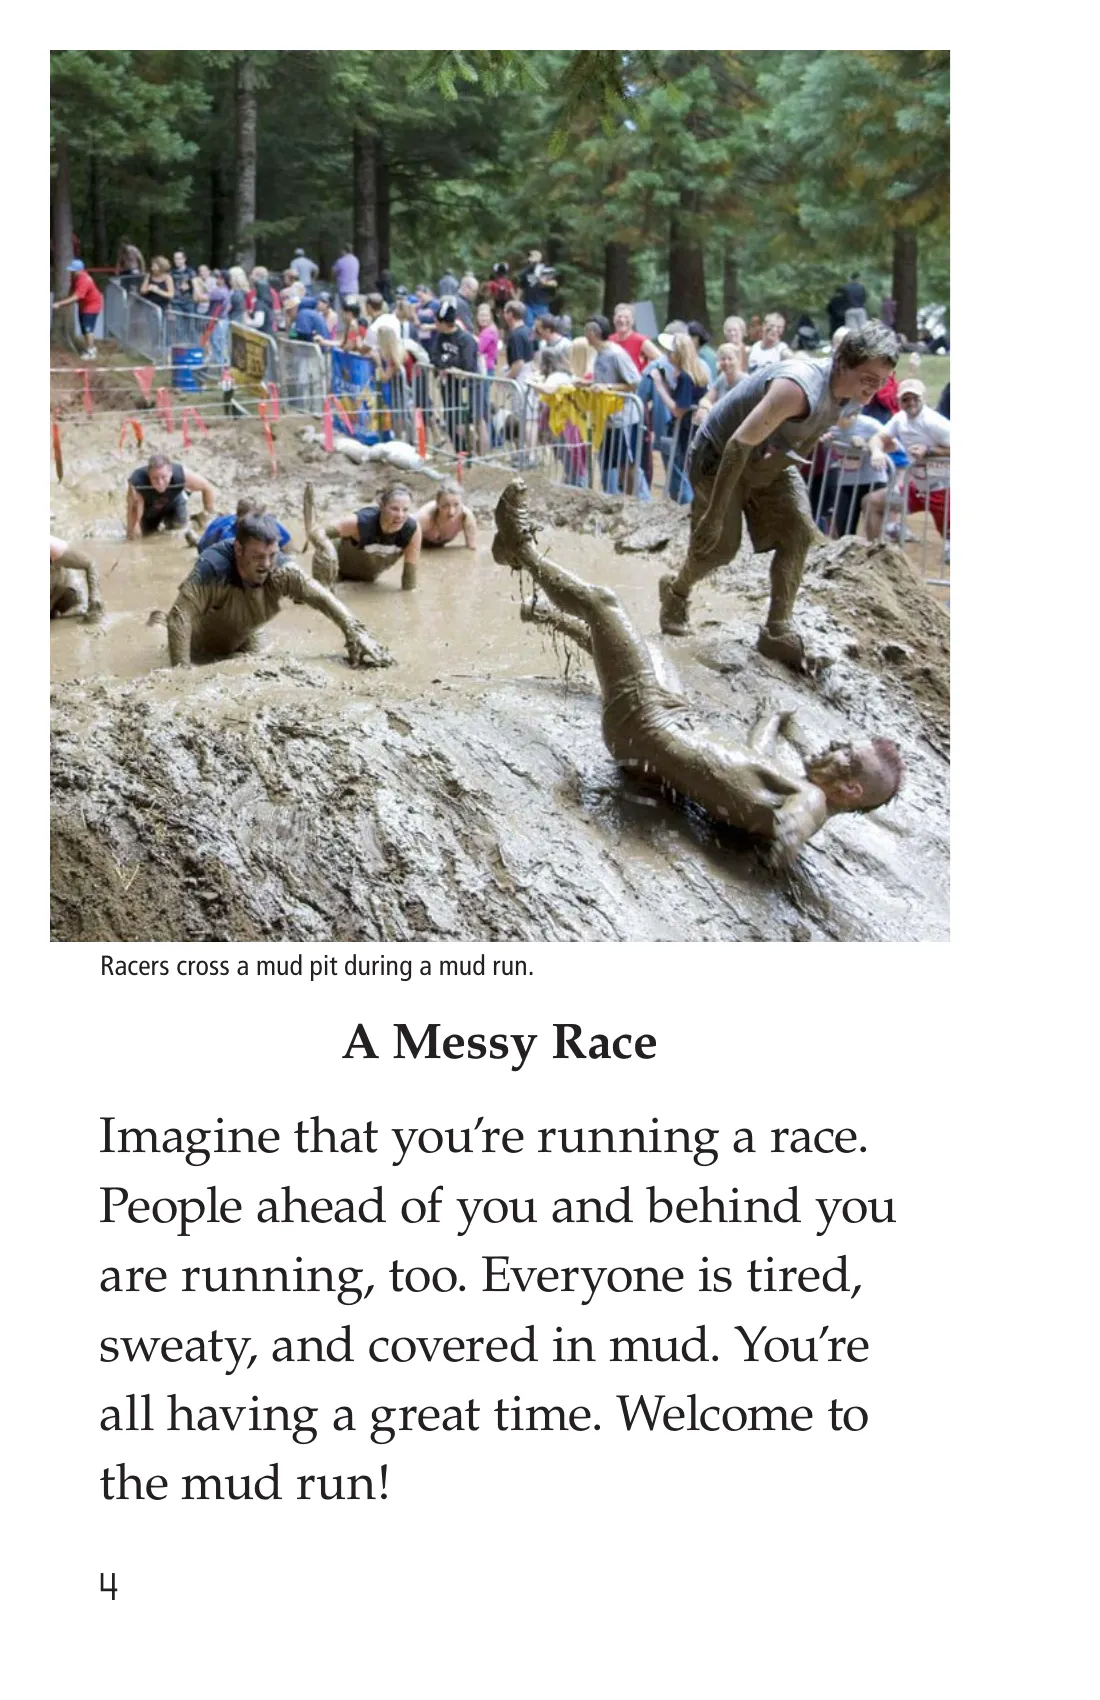 Racers cross a mud pit during a mud run.
A Messy Race
Imagine that you’re running a race.
People ahead of you and behind you
are running, too. Everyone is tired,
sweaty, and covered in mud. You’re
all having a great time. Welcome to
the mud run!
4